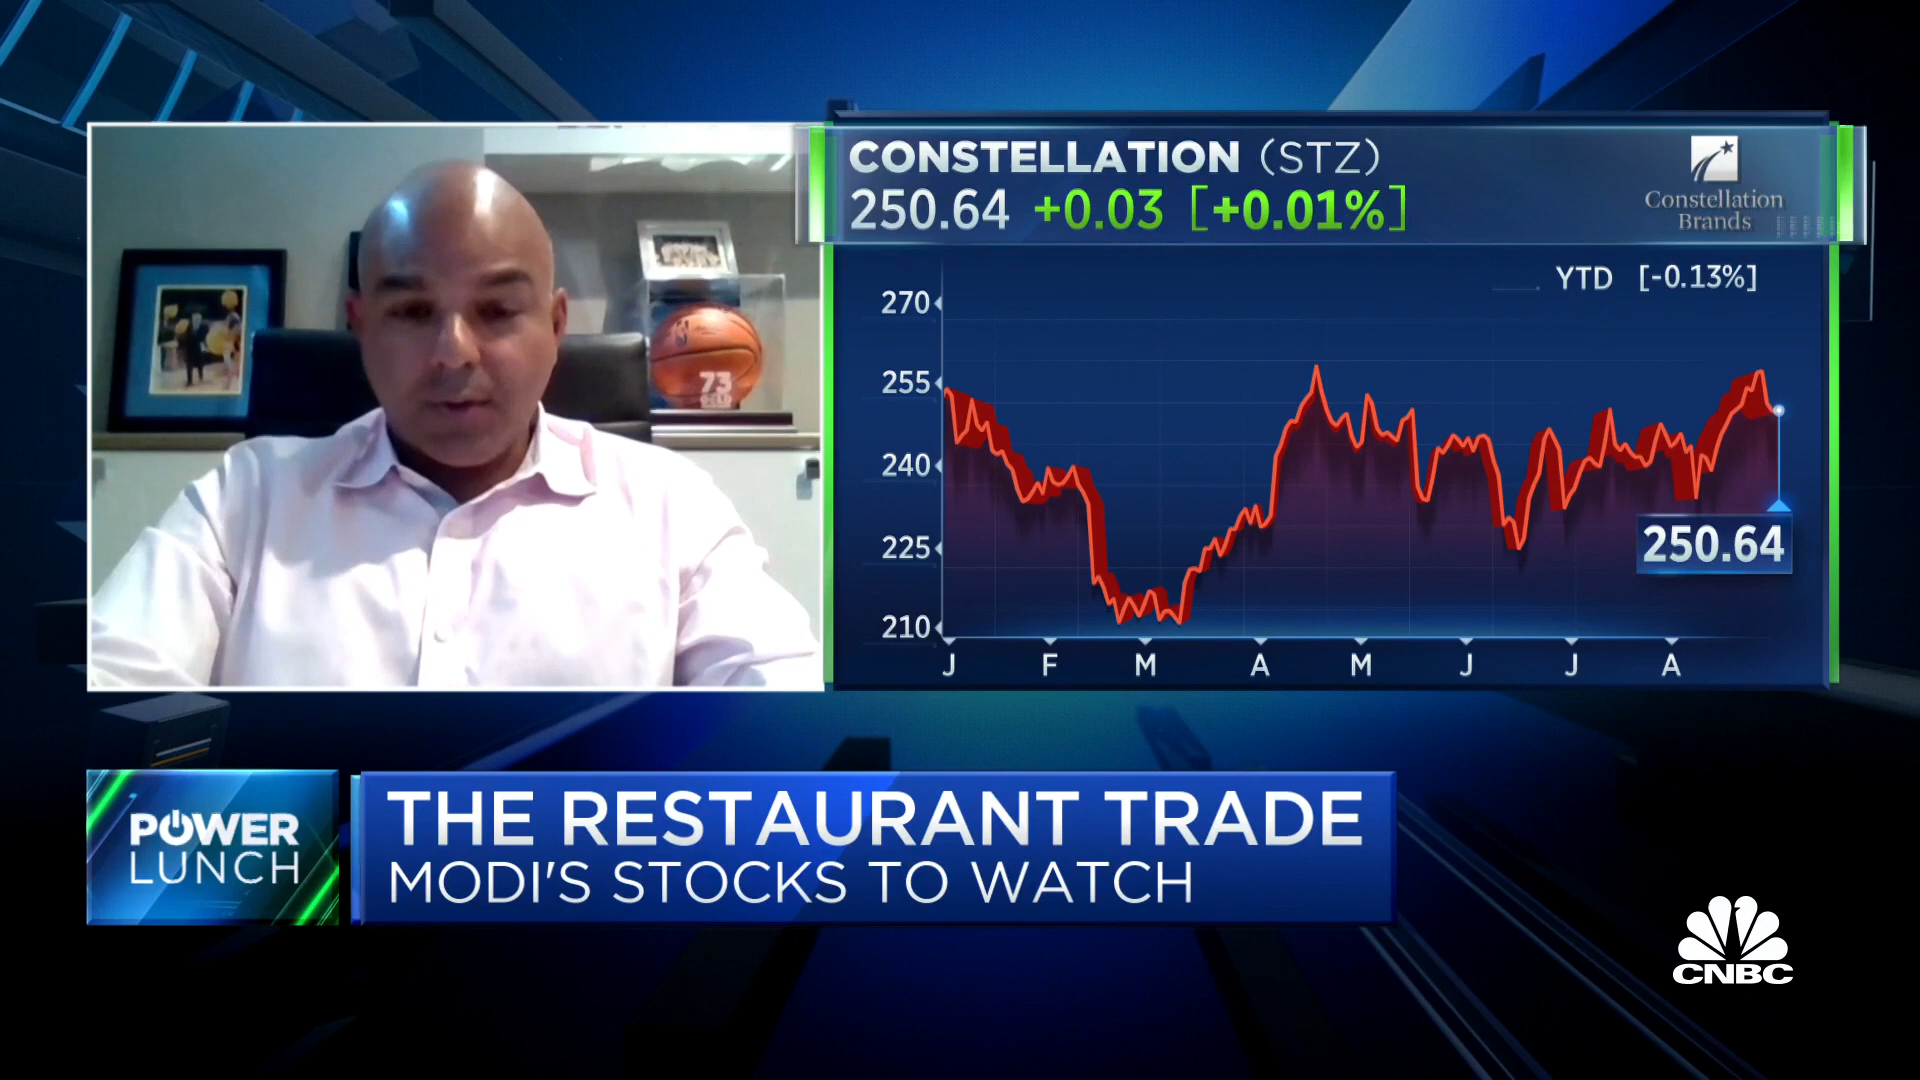 CONSTELLATION (STZ)
250.64 +0.03 [+0.01%]
Constellation
Brands
YTD [-0.13%]
270
255
240
225
210
J F M A M J J A
250.64
73
POWER
LUNCH
THE RESTAURANT TRADE
MODI'S STOCKS TO WATCH
CNBC